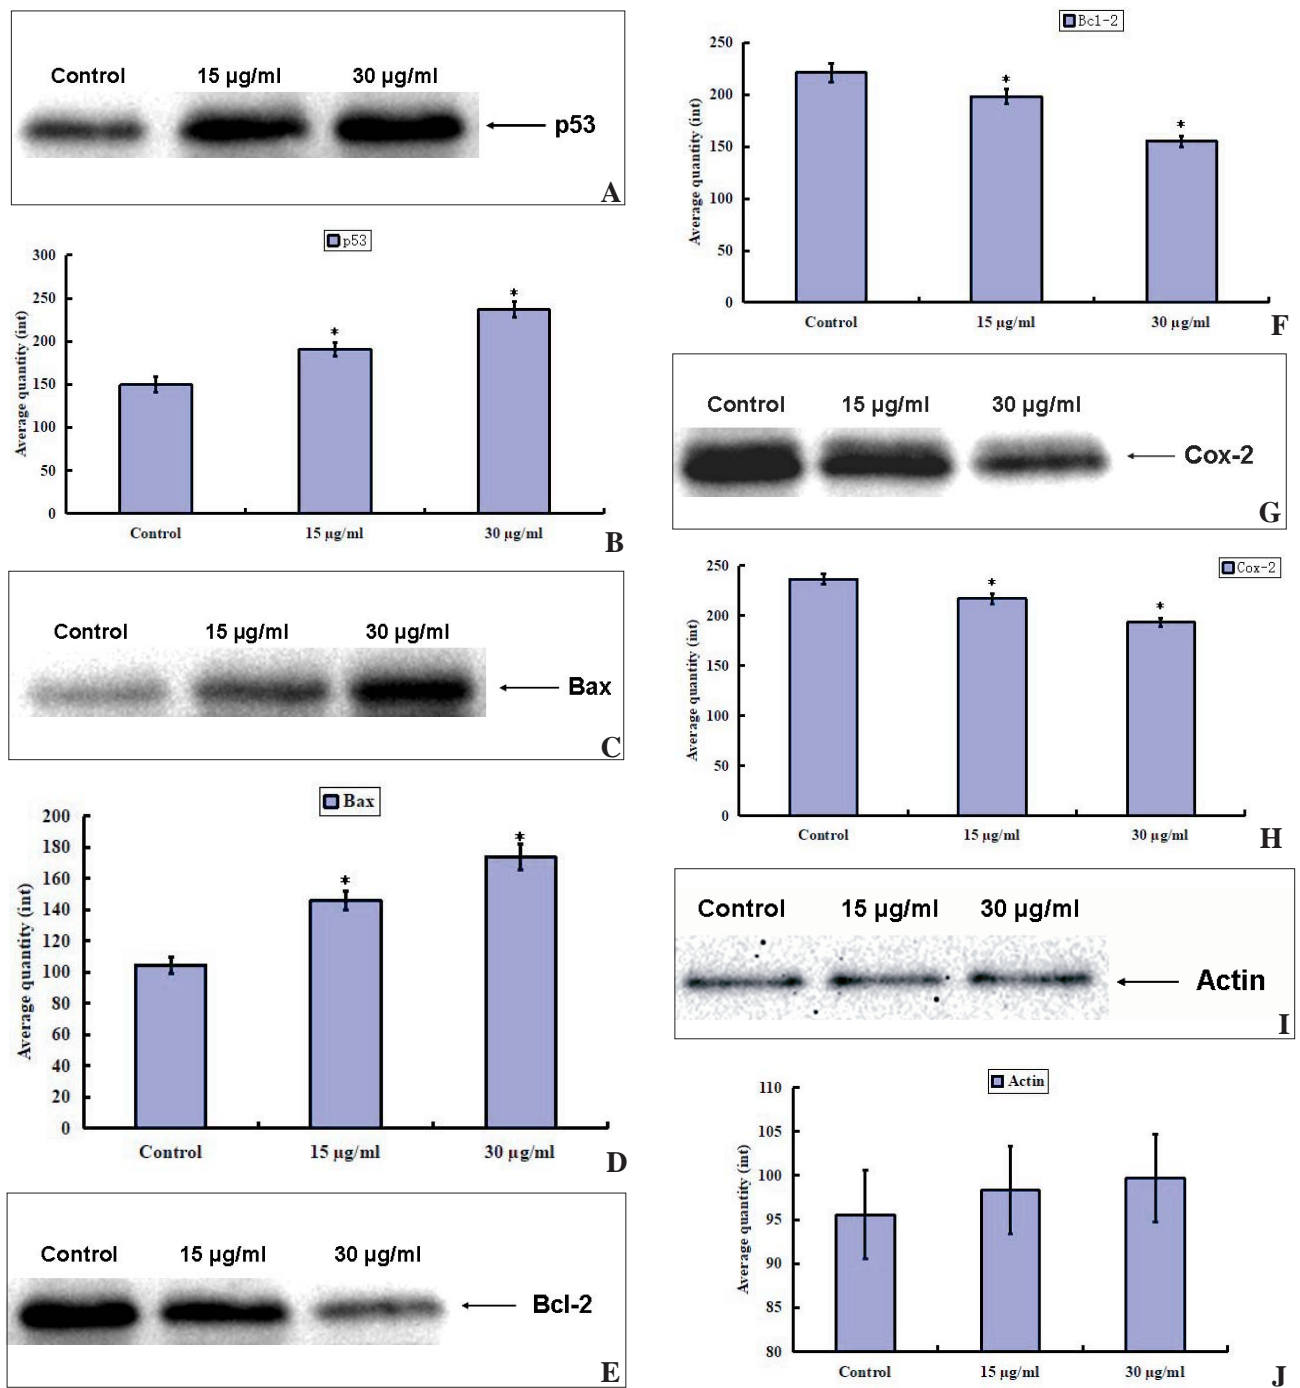 Control 15 µg/ml 30 µg/ml
p53
A
p53
300
250
200
150
100
50
0
Average quantity (int)
Control 15 µg/ml 30 µg/ml
B
Control 15 µg/ml 30 µg/ml
Bax
C
Bax
200
180
160
140
120
100
80
60
40
20
0
Average quantity (int)
Control 15 µg/ml 30 µg/ml
D
Control 15 µg/ml 30 µg/ml
Bcl-2
E
Bcl-2
250
200
150
100
50
0
Average quantity (int)
Control 15 µg/ml 30 µg/ml
F
Control 15 µg/ml 30 µg/ml
Cox-2
G
Cox-2
250
200
150
100
50
0
Average quantity (int)
Control 15 µg/ml 30 µg/ml
H
Control 15 µg/ml 30 µg/ml
Actin
I
Actin
110
105
100
95
90
85
80
Average quantity (int)
Control 15 µg/ml 30 µg/ml
J